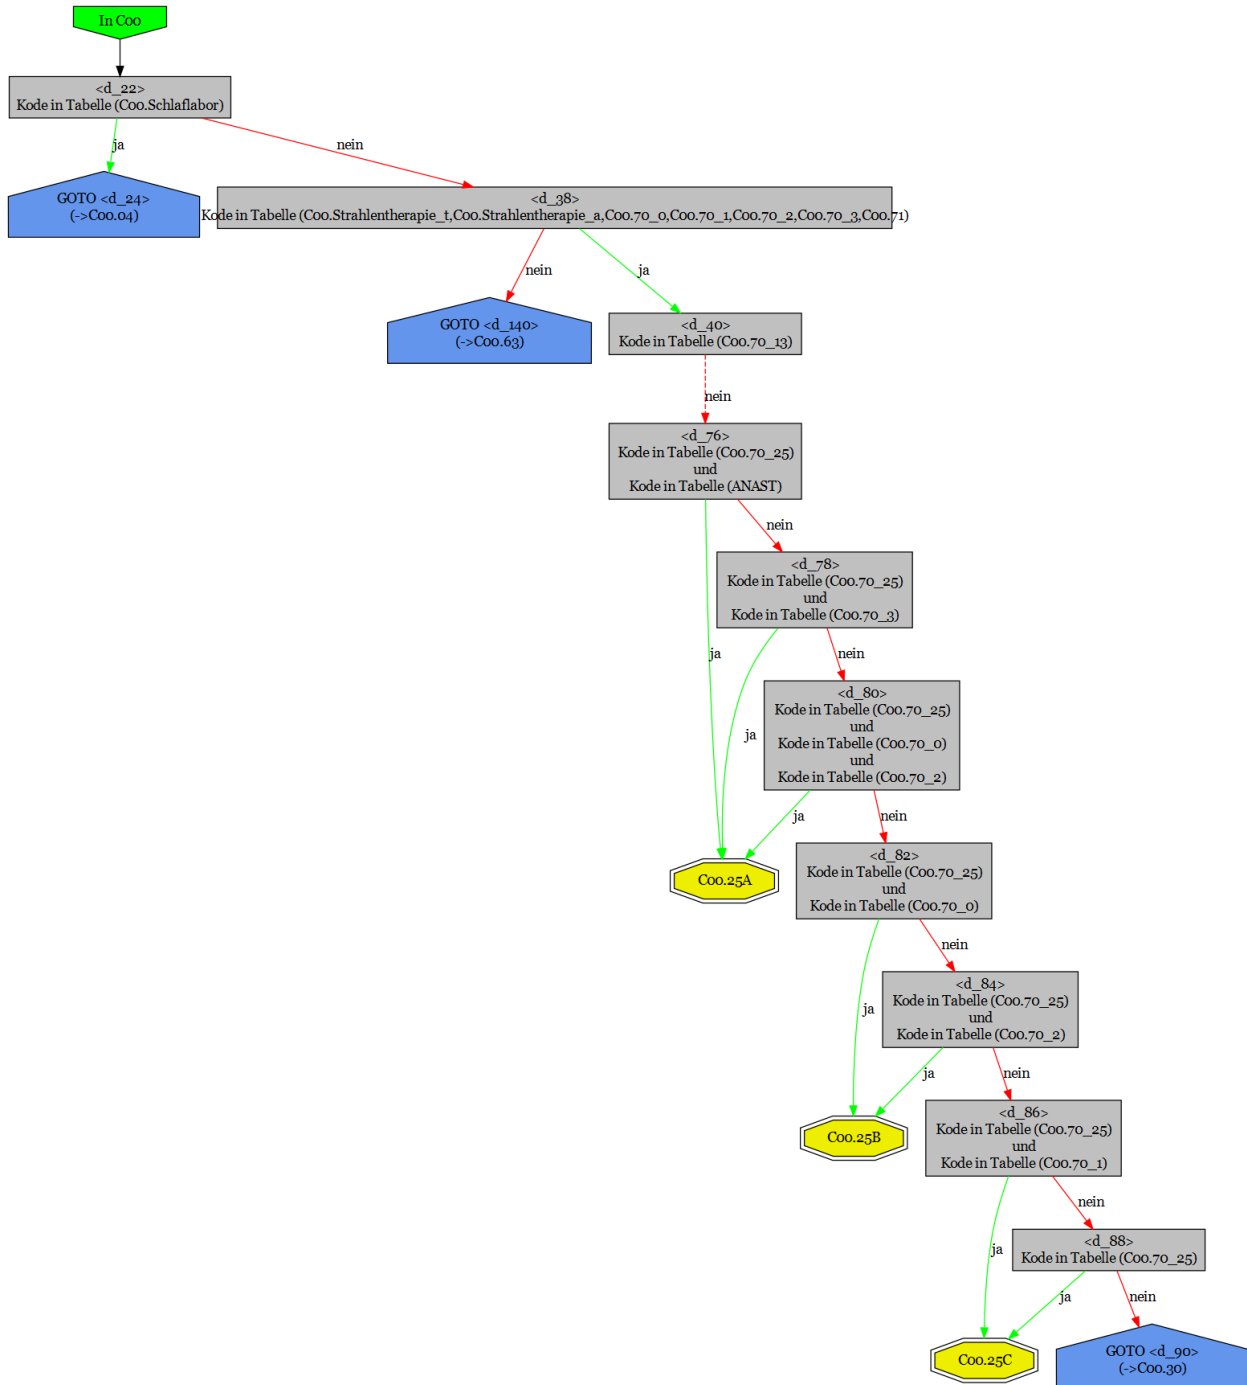 In C00
<d_22>
Kode in Tabelle (C00.Schlaflabor)
ja
nein
GOTO <d_24>
(->C00.04)
<d_38>
Kode in Tabelle (C00.Strahlentherapie_t,C00.Strahlentherapie_a,C00.70_0,C00.70_1,C00.70_2,C00.70_3,C00.71)
nein
ja
GOTO <d_140>
(->C00.63)
<d_40>
Kode in Tabelle (C00.70_13)
nein
<d_76>
Kode in Tabelle (C00.70_25)
und
Kode in Tabelle (ANAST)
nein
ja
<d_78>
Kode in Tabelle (C00.70_25)
und
Kode in Tabelle (C00.70_3)
nein
ja
<d_80>
Kode in Tabelle (C00.70_25)
und
Kode in Tabelle (C00.70_0)
und
Kode in Tabelle (C00.70_2)
ja
nein
C00.25A
<d_82>
Kode in Tabelle (C00.70_25)
und
Kode in Tabelle (C00.70_0)
nein
ja
<d_84>
Kode in Tabelle (C00.70_25)
und
Kode in Tabelle (C00.70_2)
ja
nein
C00.25B
<d_86>
Kode in Tabelle (C00.70_25)
und
Kode in Tabelle (C00.70_1)
nein
ja
<d_88>
Kode in Tabelle (C00.70_25)
ja
nein
C00.25C
GOTO <d_90>
(->C00.30)